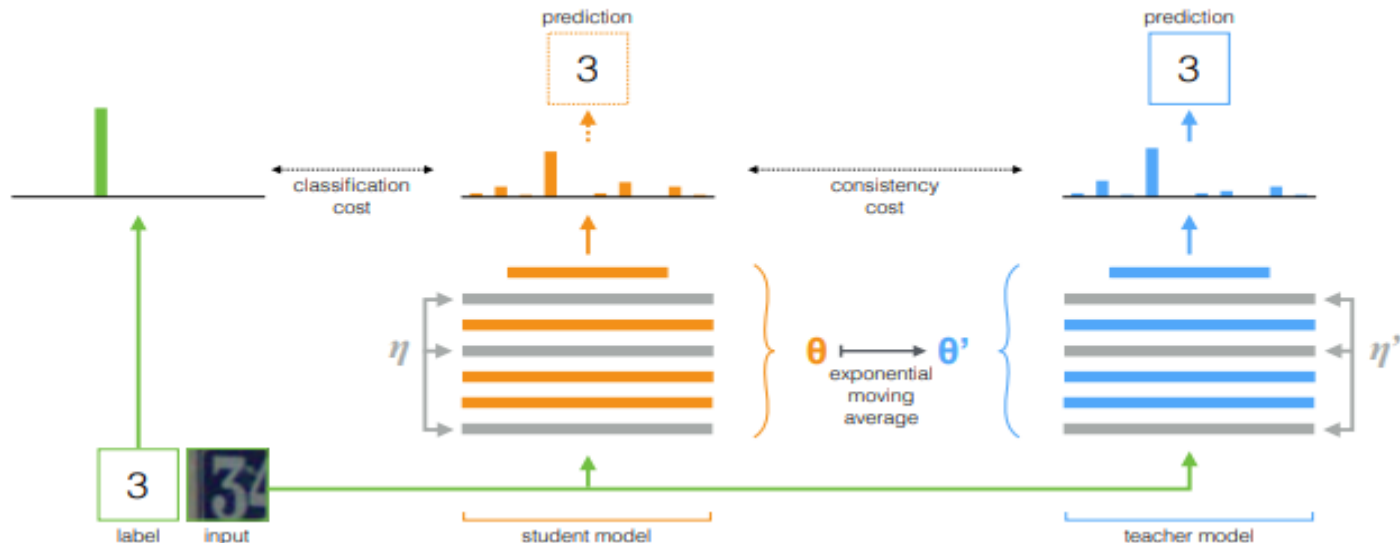 prediction
3
prediction
3
classification
cost
consistency
cost
η
θ
θ’
η’
exponential
moving
average
3
34
label
input
student model
teacher model